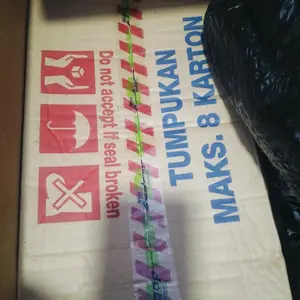 Do not accept if seal broken
TUMPUKAN
MAKS. 8 KARTON